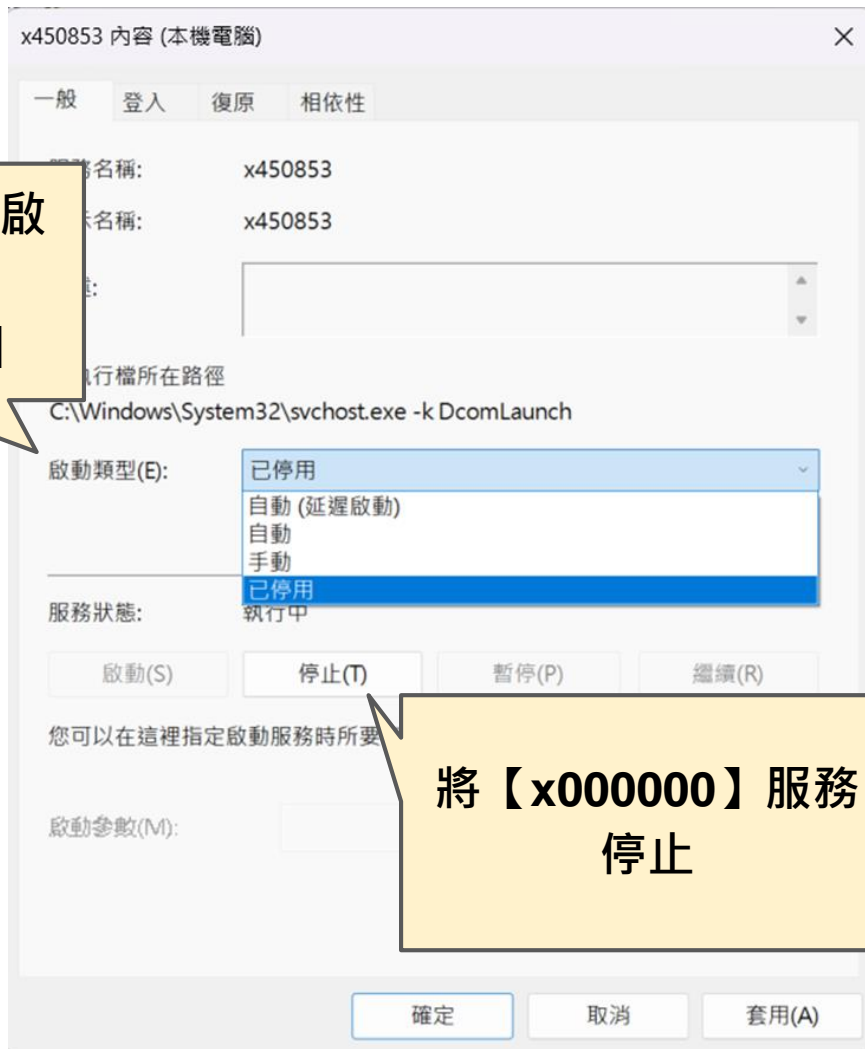 x450853 內容 (本機電腦)
一般 登入 復原 相依性
名稱: x450853
名稱: x450853
啟
行檔所在路徑
C:\Windows\System32\svchost.exe -k DcomLaunch
啟動類型(E): 已停用
自動 (延遲啟動)
自動
手動
已停用
服務狀態: 執行中
啟動(S) 停止(T) 暫停(P) 繼續(R)
您可以在這裡指定啟動服務時所要
將【x000000】服務
停止
啟動參數(M):
確定 取消 套用(A)